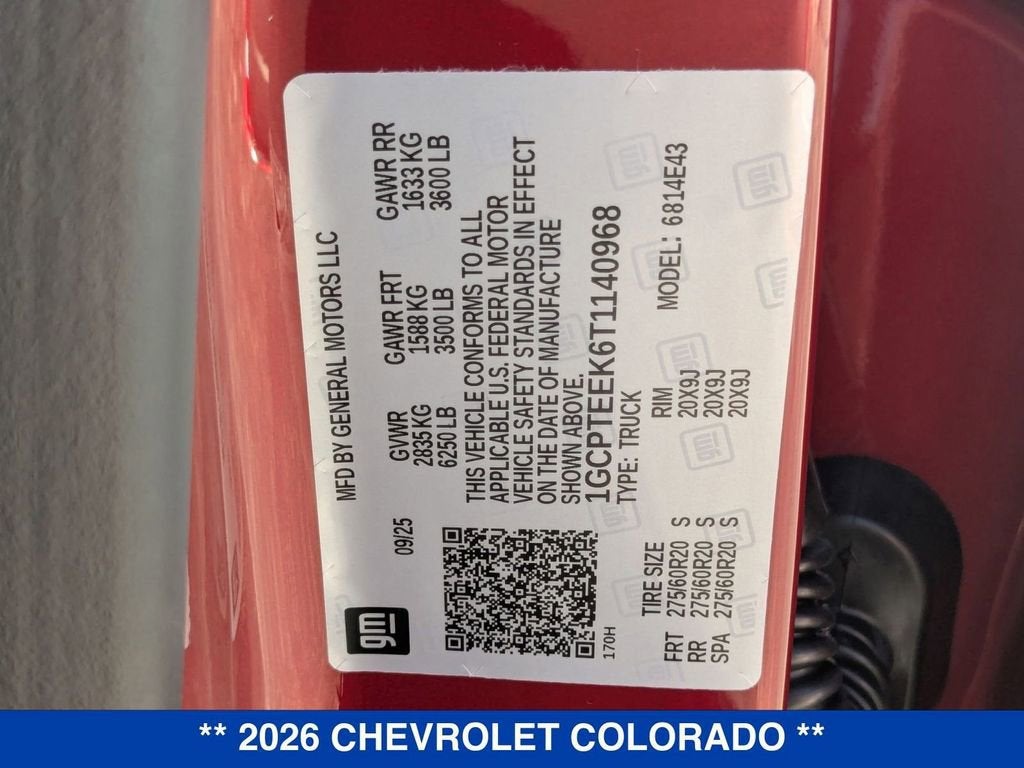 MFD BY GENERAL MOTORS LLC
gm
09/25 GVWR GAWR FRT GAWR RR
2835 KG 1588 KG 1633 KG
6250 LB 3500 LB 3600 LB
THIS VEHICLE CONFORMS TO ALL
APPLICABLE U.S. FEDERAL MOTOR
VEHICLE SAFETY STANDARDS IN EFFECT
ON THE DATE OF MANUFACTURE
SHOWN ABOVE.
1GCPTEEK6T1140968
170H TYPE: TRUCK
TIRE SIZE RIM MODEL: 6814E43
FRT 275/60R20 S 20X9J
RR 275/60R20 S 20X9J
SPA 275/60R20 S 20X9J
** 2026 CHEVROLET COLORADO **